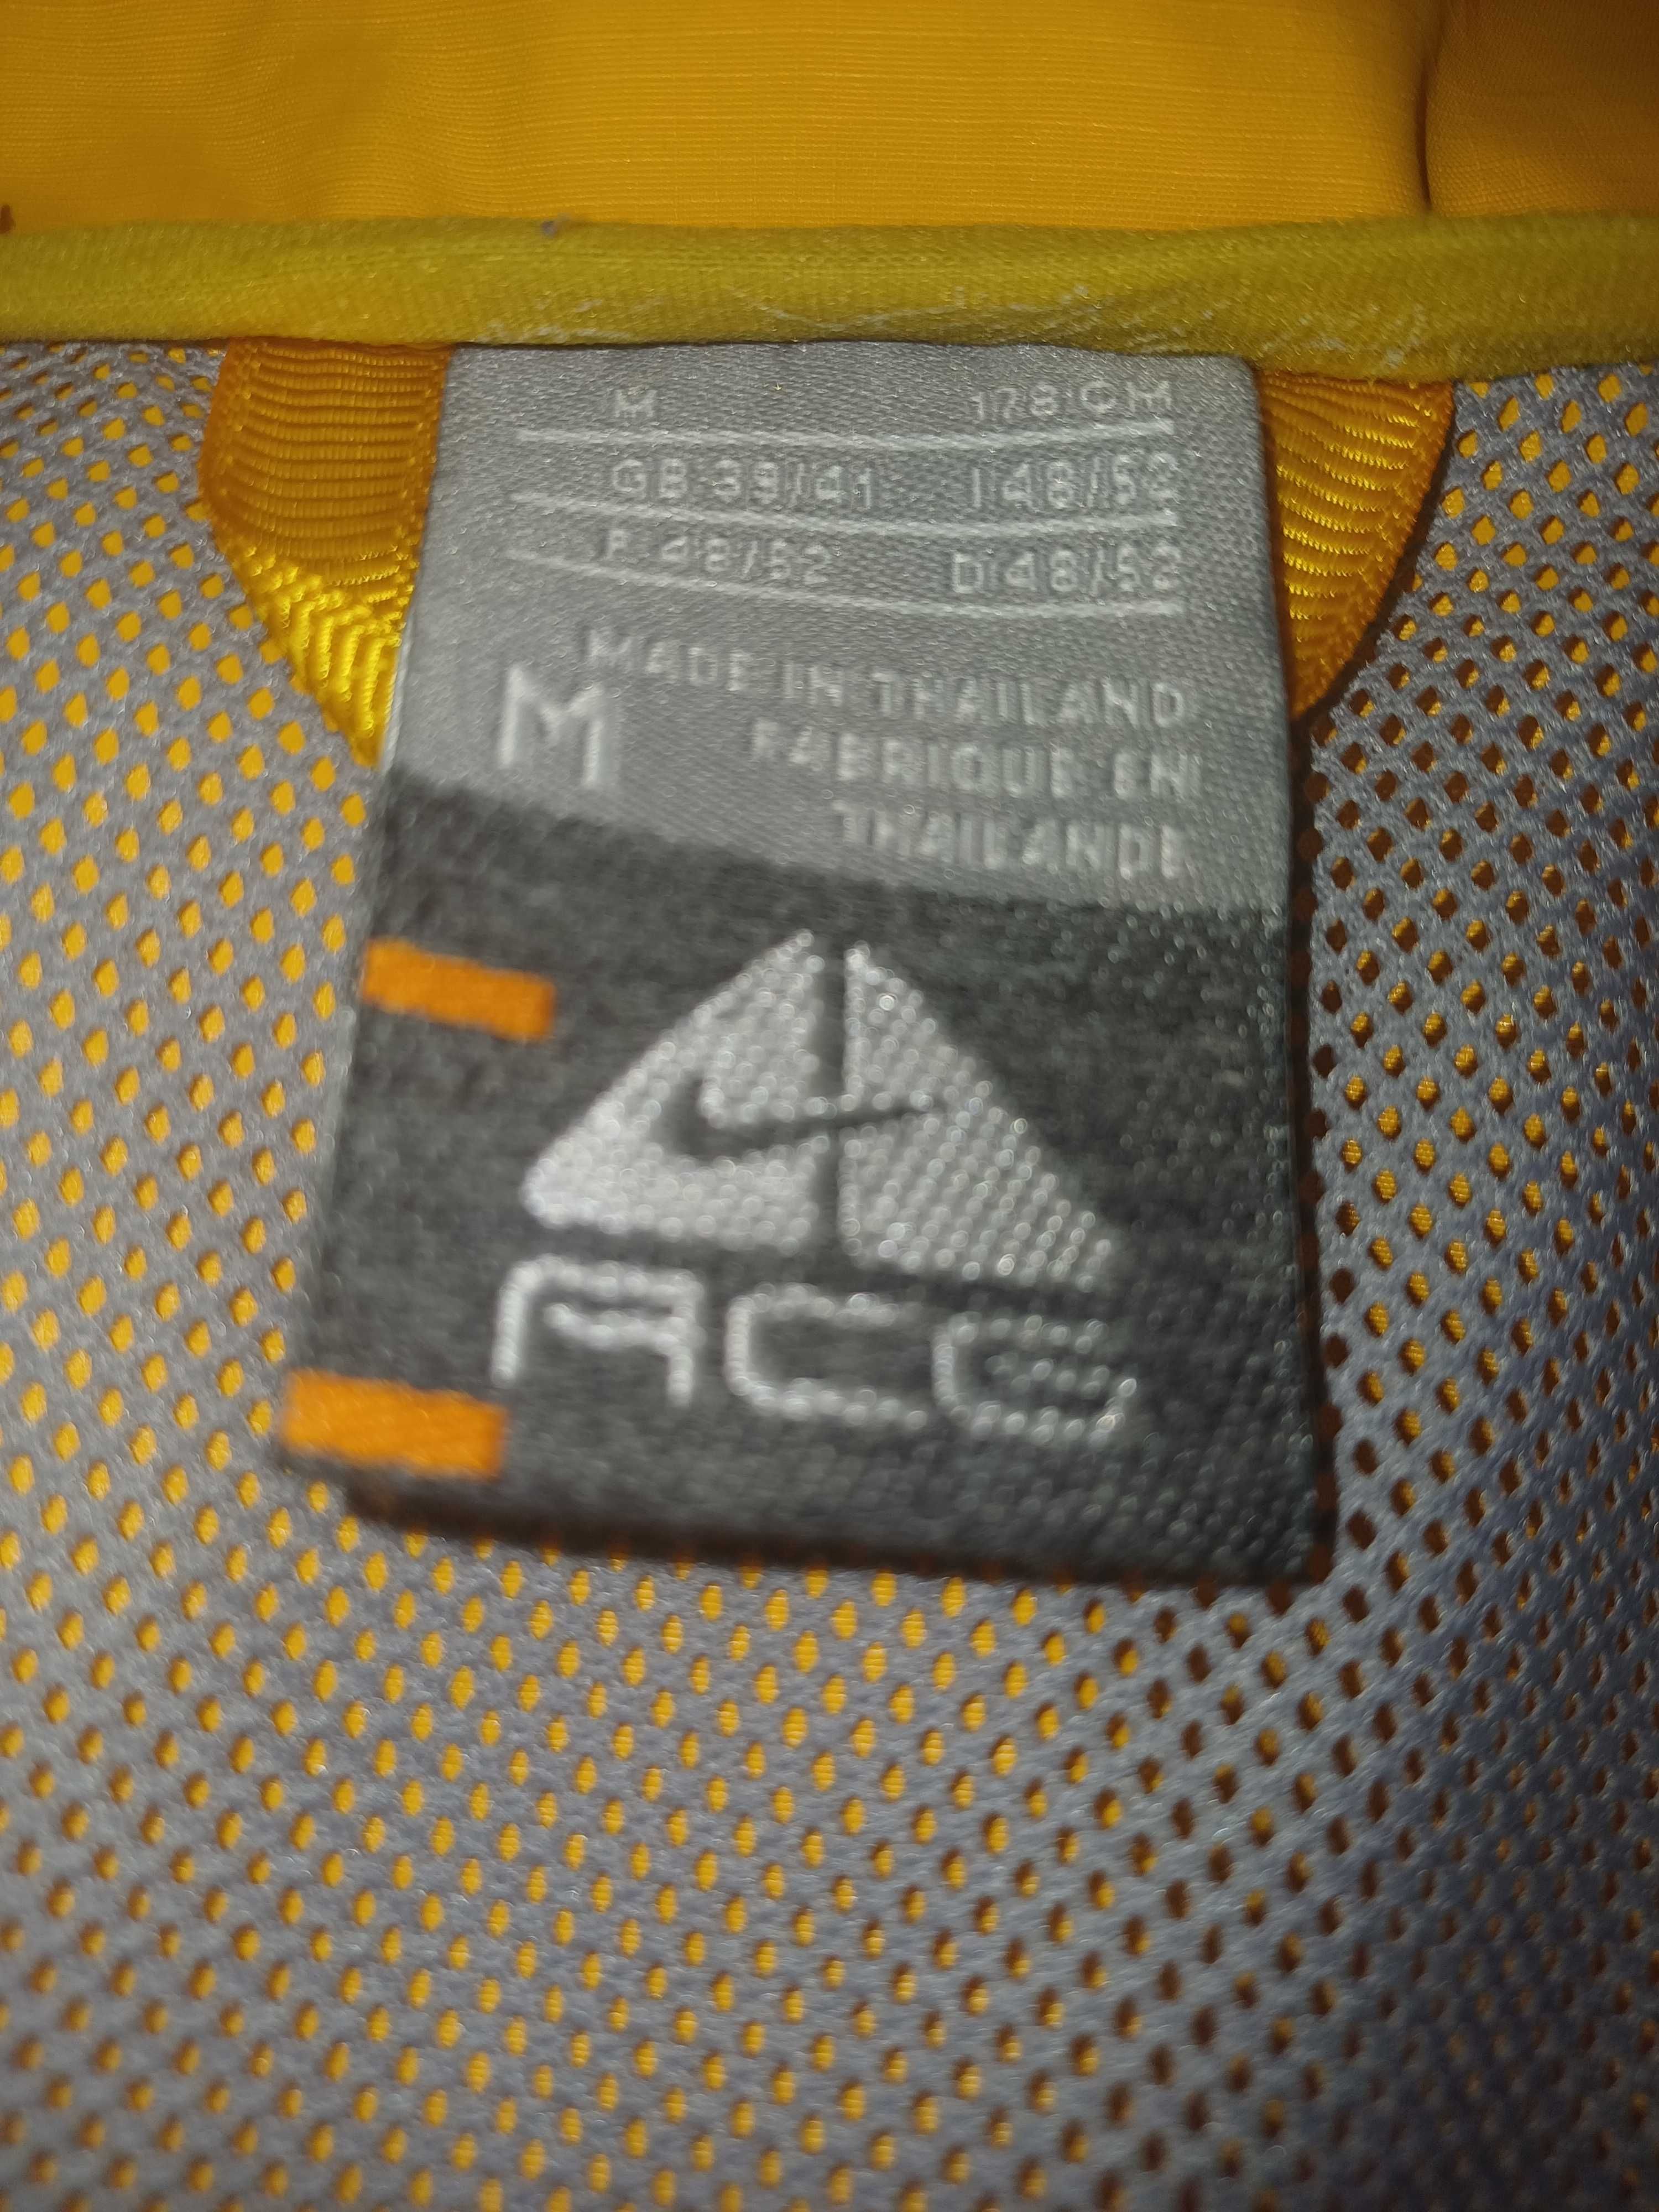 M 178 CM
GB 39/41 I 48/52
F 48/52 D 48/52
MADE IN THAILAND
M FABRIQUE EN
THAILANDE
ACG